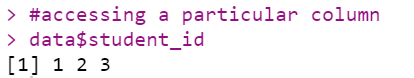 > #accessing a particular column
> data$student_id
[1] 1 2 3